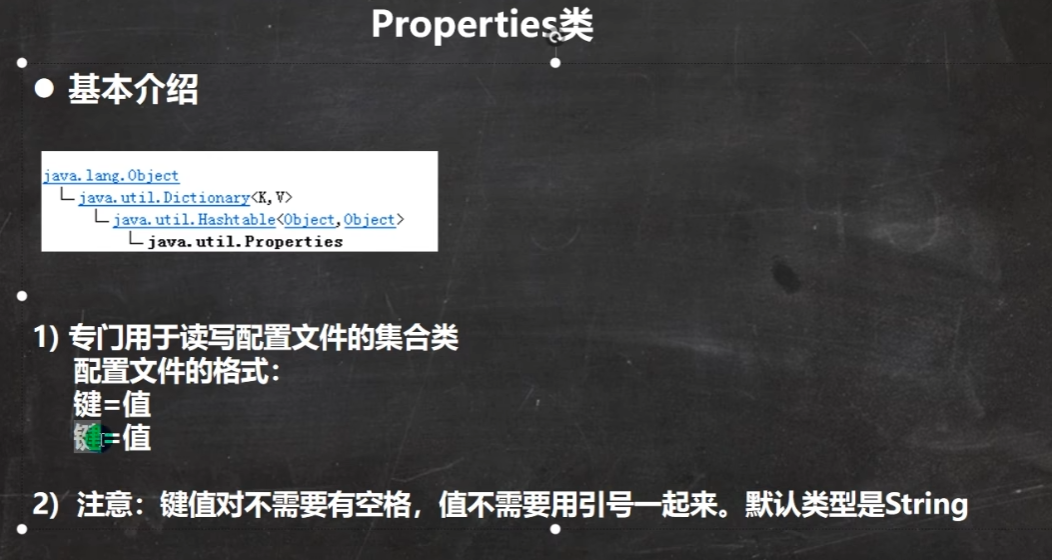 Properties类
● 基本介绍
java.lang.Object
java.util.Dictionary<K,V>
java.util.Hashtable<Object,Object>
java.util.Properties
1) 专门用于读写配置文件的集合类
配置文件的格式：
键=值
键=值
2) 注意：键值对不需要有空格，值不需要用引号一起来。默认类型是String